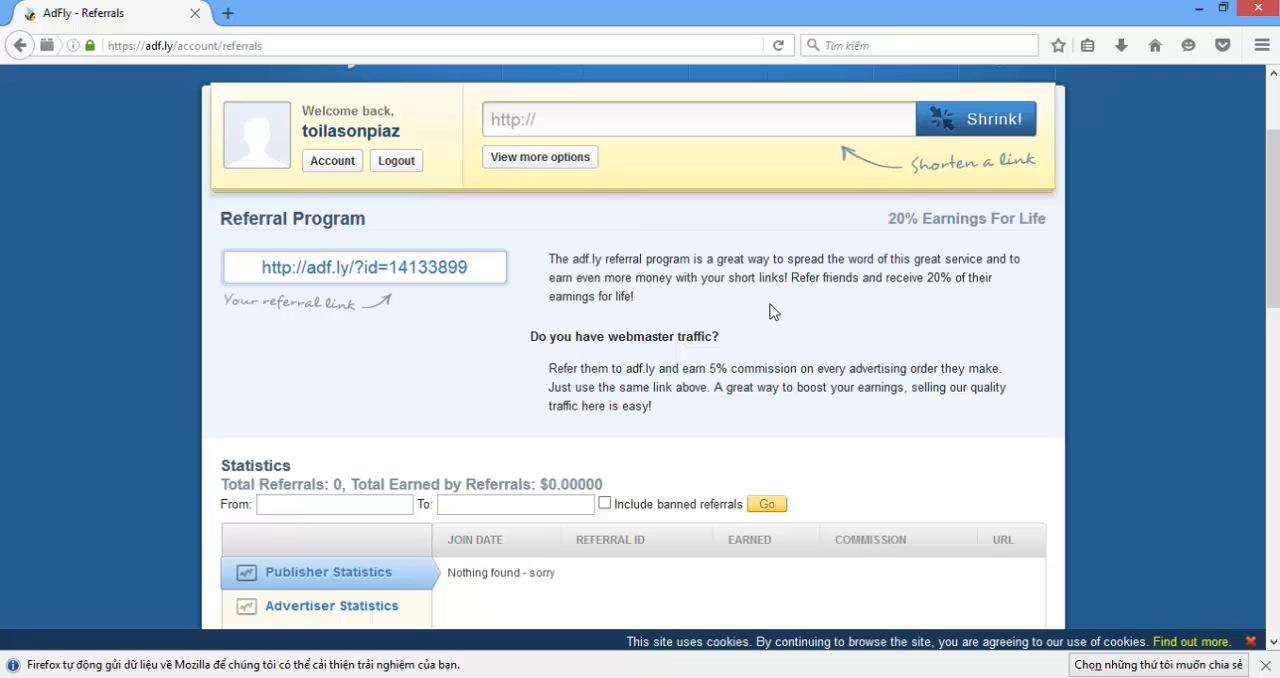 AdFly - Referrals
https://adf.ly/account/referrals
Tìm kiếm
Welcome back,
toilasonpiaz
Account
Logout
http://
Shrink!
View more options
Shorten a link
Referral Program
20% Earnings For Life
http://adf.ly/?id=14133899
Your referral link
The adf.ly referral program is a great way to spread the word of this great service and to
earn even more money with your short links! Refer friends and receive 20% of their
earnings for life!
Do you have webmaster traffic?
Refer them to adf.ly and earn 5% commission on every advertising order they make.
Just use the same link above. A great way to boost your earnings, selling our quality
traffic here is easy!
Statistics
Total Referrals: 0, Total Earned by Referrals: $0.00000
From: To: Include banned referrals Go
JOIN DATE REFERRAL ID EARNED COMMISSION URL
Publisher Statistics
Nothing found - sorry
Advertiser Statistics
This site uses cookies. By continuing to browse the site, you are agreeing to our use of cookies. Find out more.
Firefox tự động gửi dữ liệu về Mozilla để chúng tôi có thể cải thiện trải nghiệm của bạn.
Chọn những thứ tôi muốn chia sẻ